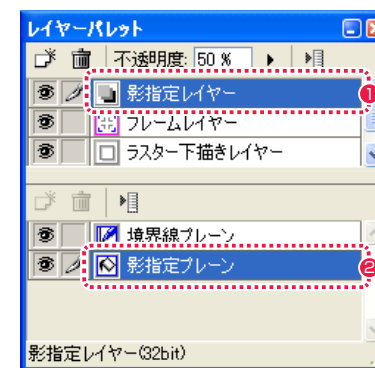 レイヤーパレット
不透明度: 50 %
影指定レイヤー
1
フレームレイヤー
ラスター下描きレイヤー
境界線プレーン
影指定プレーン
2
影指定レイヤー(32bit)